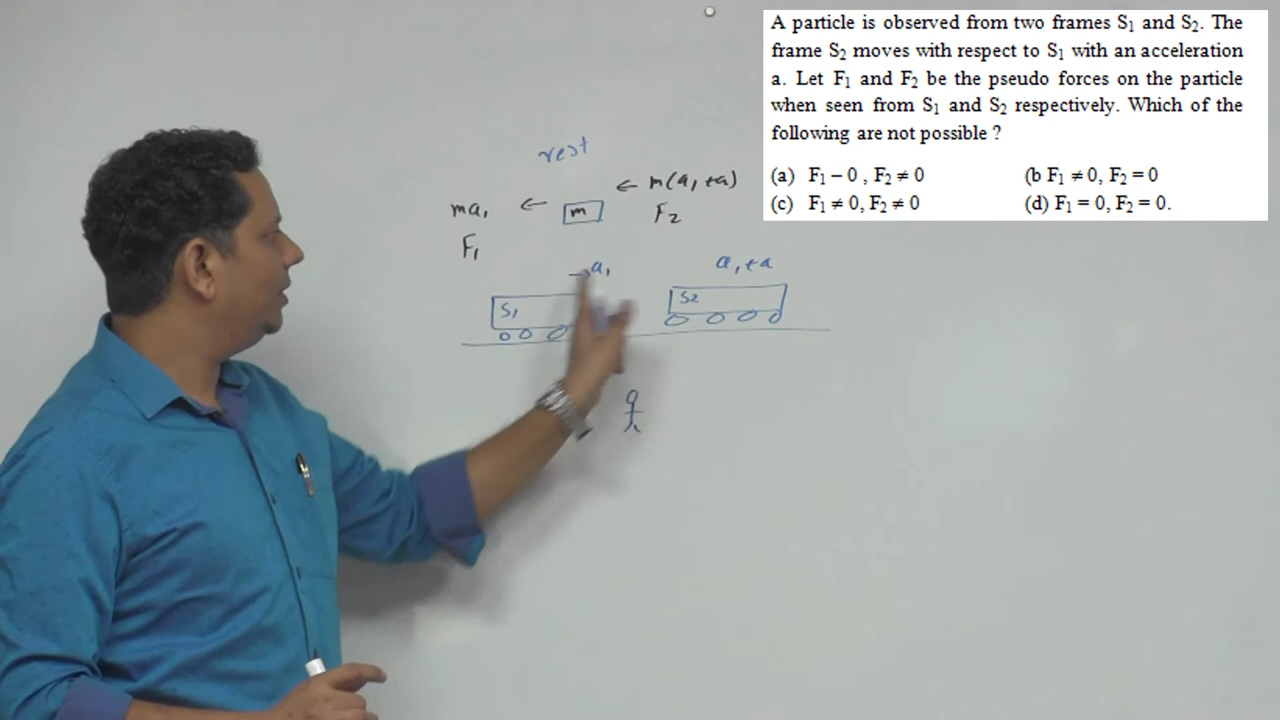 A particle is observed from two frames S₁ and S₂. The
frame S₂ moves with respect to S₁ with an acceleration
a. Let F₁ and F₂ be the pseudo forces on the particle
when seen from S₁ and S₂ respectively. Which of the
following are not possible ?
(a) F₁ – 0 , F₂ ≠ 0 (b F₁ ≠ 0, F₂ = 0
(c) F₁ ≠ 0, F₂ ≠ 0 (d) F₁ = 0, F₂ = 0.
rest
ma₁ ← m ← m(a₁+a)
F₁ F₂
→a₁ a₁+a
S₁ S₂